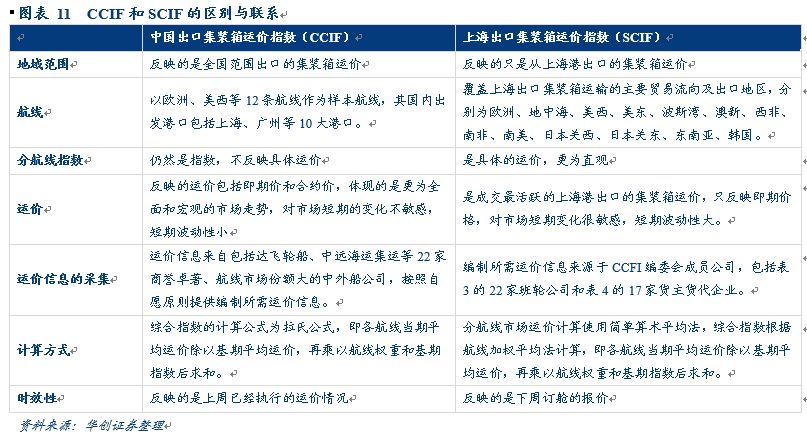 图表 11 CCIF 和 SCIF 的区别与联系
中国出口集装箱运价指数（CCIF）
上海出口集装箱运价指数（SCIF）
地域范围
反映的是全国范围出口的集装箱运价
反映的只是从上海港出口的集装箱运价
航线
以欧洲、美西等 12 条航线作为样本航线，其国内出
发港口包括上海、广州等 10 大港口。
覆盖上海出口集装箱运输的主要贸易流向及出口地区，分
别为欧洲、地中海、美西、美东、波斯湾、澳新、西非、
南非、南美、日本关西、日本关东、东南亚、韩国。
分航线指数
仍然是指数，不反映具体运价
是具体的运价，更为直观
运价
反映的运价包括即期价和合约价，体现的是更为全
面和宏观的市场走势，对市场短期的变化不敏感，
短期波动性小
是成交最活跃的上海港出口的集装箱运价，只反映即期价
格，对市场短期变化很敏感，短期波动性大。
运价信息的采集
运价信息来自包括达飞轮船、中远海运集运等 22 家
商誉卓著、航线市场份额大的中外船公司，按照自
愿原则提供编制所需运价信息。
编制所需运价信息来源于 CCFI 编委会成员公司，包括表
3 的 22 家班轮公司和表 4 的 17 家货主货代企业。
计算方式
综合指数的计算公式为拉氏公式，即各航线当期平
均运价除以基期平均运价，再乘以航线权重和基期
指数后求和。
分航线市场运价计算使用简单算术平均法，综合指数根据
航线加权平均法计算，即各航线当期平均运价除以基期平
均运价，再乘以航线权重和基期指数后求和。
时效性
反映的是上周已经执行的运价情况
反映的是下周订舱的报价
资料来源：华创证券整理